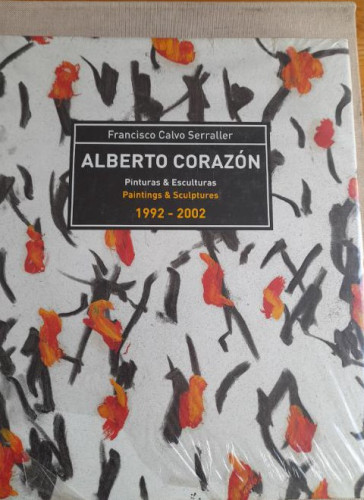 Francisco Calvo Serraller
ALBERTO CORAZÓN
Pinturas & Esculturas
Paintings & Sculptures
1992 - 2002